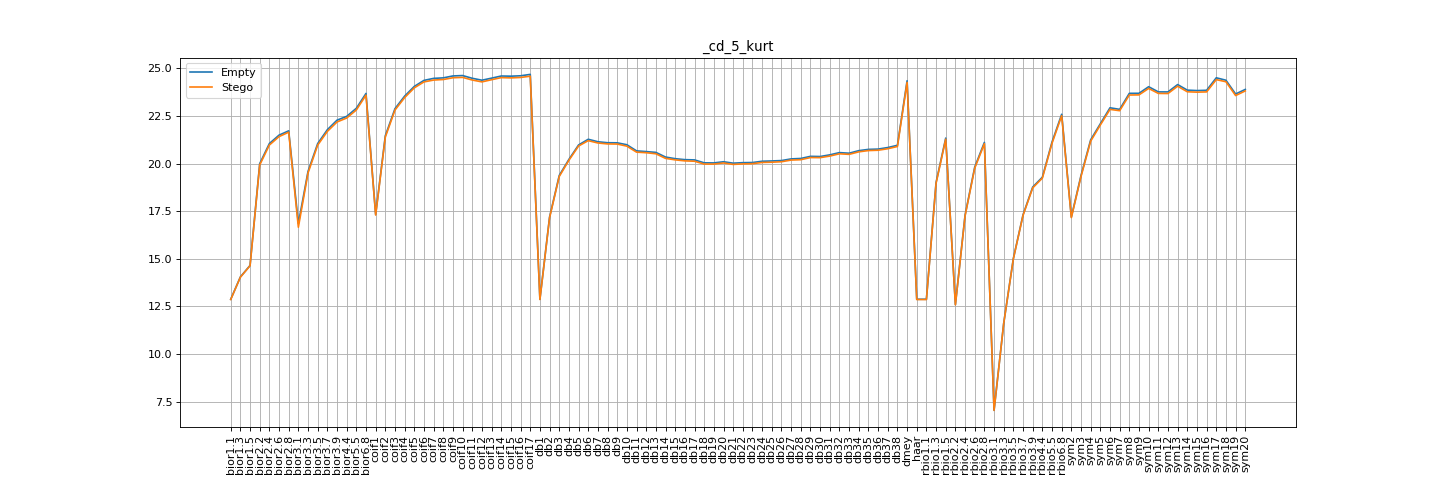 _cd_5_kurt
Empty
Stego
25.0
22.5
20.0
17.5
15.0
12.5
10.0
7.5
bior1.1
bior1.3
bior1.5
bior2.2
bior2.4
bior2.6
bior2.8
bior3.1
bior3.3
bior3.5
bior3.7
bior3.9
bior4.4
bior5.5
bior6.8
coif1
coif2
coif3
coif4
coif5
coif6
coif7
coif8
coif9
coif10
coif11
coif12
coif13
coif14
coif15
coif16
coif17
db1
db2
db3
db4
db5
db6
db7
db8
db9
db10
db11
db12
db13
db14
db15
db16
db17
db18
db19
db20
db21
db22
db23
db24
db25
db26
db27
db28
db29
db30
db31
db32
db33
db34
db35
db36
db37
db38
dmey
haar
rbio1.1
rbio1.3
rbio1.5
rbio2.2
rbio2.4
rbio2.6
rbio2.8
rbio3.1
rbio3.3
rbio3.5
rbio3.7
rbio3.9
rbio4.4
rbio5.5
rbio6.8
sym2
sym3
sym4
sym5
sym6
sym7
sym8
sym9
sym10
sym11
sym12
sym13
sym14
sym15
sym16
sym17
sym18
sym19
sym20